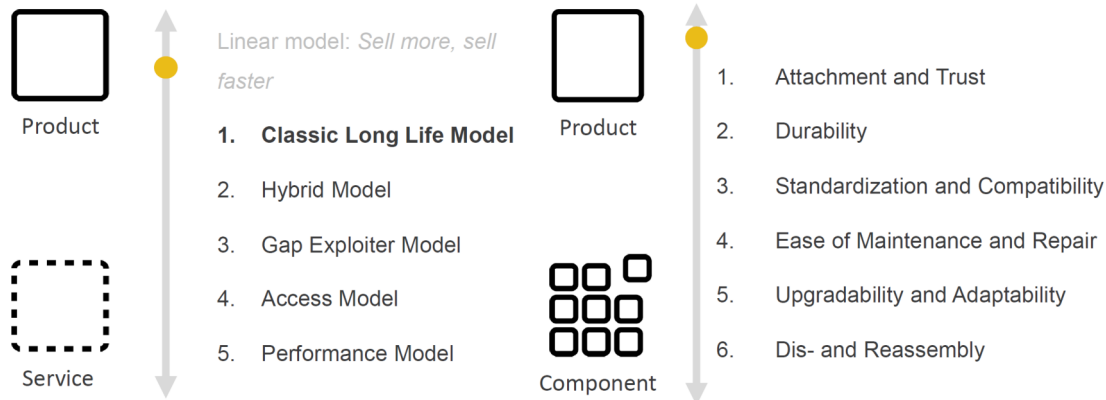 Linear model: Sell more, sell
faster
Product
1. Classic Long Life Model
2. Hybrid Model
3. Gap Exploiter Model
4. Access Model
5. Performance Model
Service
Product
1. Attachment and Trust
2. Durability
3. Standardization and Compatibility
4. Ease of Maintenance and Repair
5. Upgradability and Adaptability
6. Dis- and Reassembly
Component